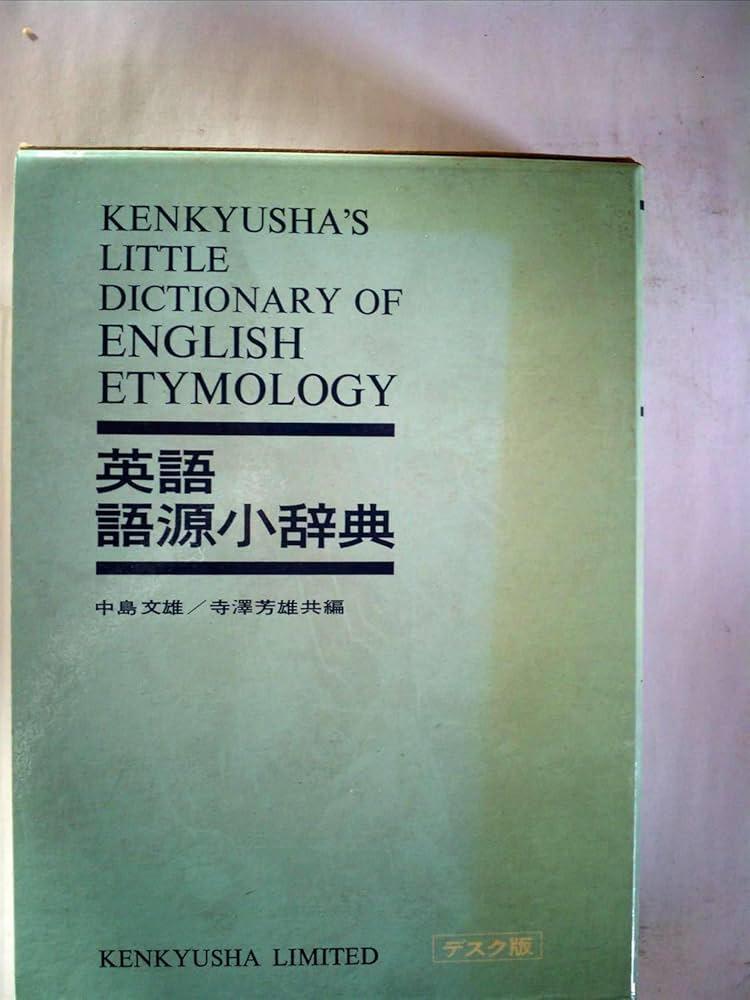 KENKYUSHA'S
LITTLE
DICTIONARY OF
ENGLISH
ETYMOLOGY
英語
語源小辞典
中島文雄／寺澤芳雄共編
KENKYUSHA LIMITED
デスク版